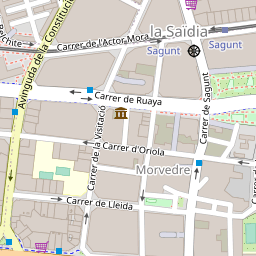 Belchite
Avinguda de la Constitució
Carrer de l'Actor Mora
la Saïdia
Sagunt
Sagunt
Carrer de Ruaya
Carrer de Sagunt
Carrer de la Visitació
Carrer d'Oriola
Morvedre
Carrer de Lleida